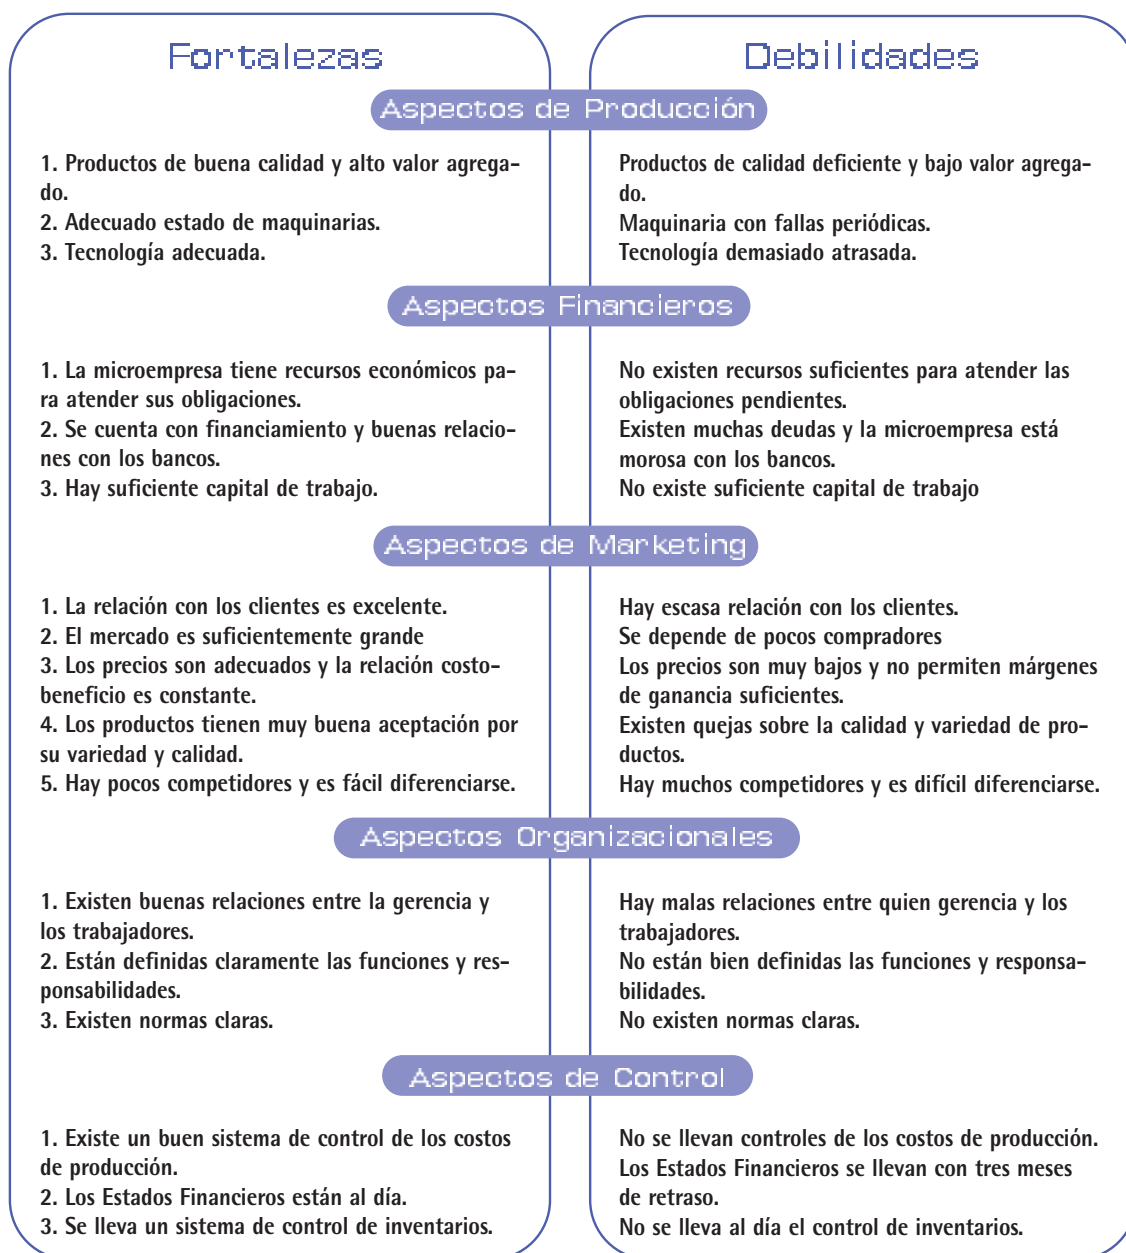 Fortalezas
Debilidades
Aspectos de Producción
1. Productos de buena calidad y alto valor agrega-
do.
2. Adecuado estado de maquinarias.
3. Tecnología adecuada.
Productos de calidad deficiente y bajo valor agrega-
do.
Maquinaria con fallas periódicas.
Tecnología demasiado atrasada.
Aspectos Financieros
1. La microempresa tiene recursos económicos pa-
ra atender sus obligaciones.
2. Se cuenta con financiamiento y buenas relacio-
nes con los bancos.
3. Hay suficiente capital de trabajo.
No existen recursos suficientes para atender las
obligaciones pendientes.
Existen muchas deudas y la microempresa está
morosa con los bancos.
No existe suficiente capital de trabajo
Aspectos de Marketing
1. La relación con los clientes es excelente.
2. El mercado es suficientemente grande
3. Los precios son adecuados y la relación costo-
beneficio es constante.
4. Los productos tienen muy buena aceptación por
su variedad y calidad.
5. Hay pocos competidores y es fácil diferenciarse.
Hay escasa relación con los clientes.
Se depende de pocos compradores
Los precios son muy bajos y no permiten márgenes
de ganancia suficientes.
Existen quejas sobre la calidad y variedad de pro-
ductos.
Hay muchos competidores y es difícil diferenciarse.
Aspectos Organizacionales
1. Existen buenas relaciones entre la gerencia y
los trabajadores.
2. Están definidas claramente las funciones y res-
ponsabilidades.
3. Existen normas claras.
Hay malas relaciones entre quien gerencia y los
trabajadores.
No están bien definidas las funciones y responsa-
bilidades.
No existen normas claras.
Aspectos de Control
1. Existe un buen sistema de control de los costos
de producción.
2. Los Estados Financieros están al día.
3. Se lleva un sistema de control de inventarios.
No se llevan controles de los costos de producción.
Los Estados Financieros se llevan con tres meses
de retraso.
No se lleva al día el control de inventarios.